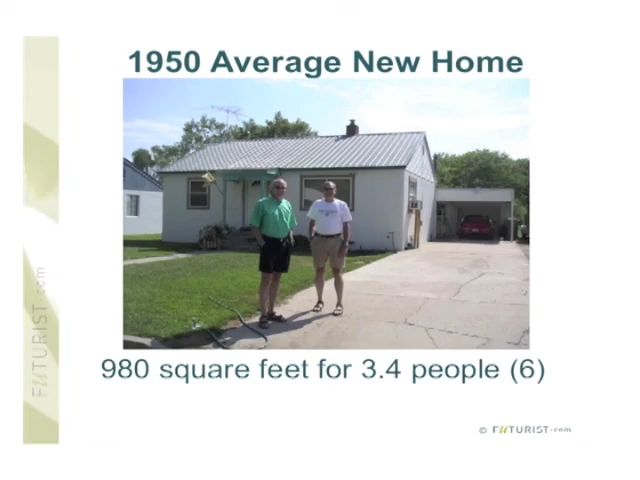 1950 Average New Home
980 square feet for 3.4 people (6)
FUTURIST.com
© FUTURIST.com